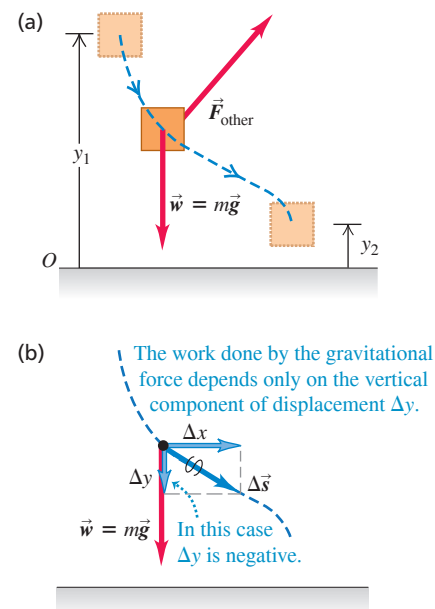 (a)
y₁
F⃗other
w⃗ = mg⃗
y₂
O
(b)
The work done by the gravitational
force depends only on the vertical
component of displacement Δy.
Δx
Δy
Δs⃗
w⃗ = mg⃗
In this case
Δy is negative.